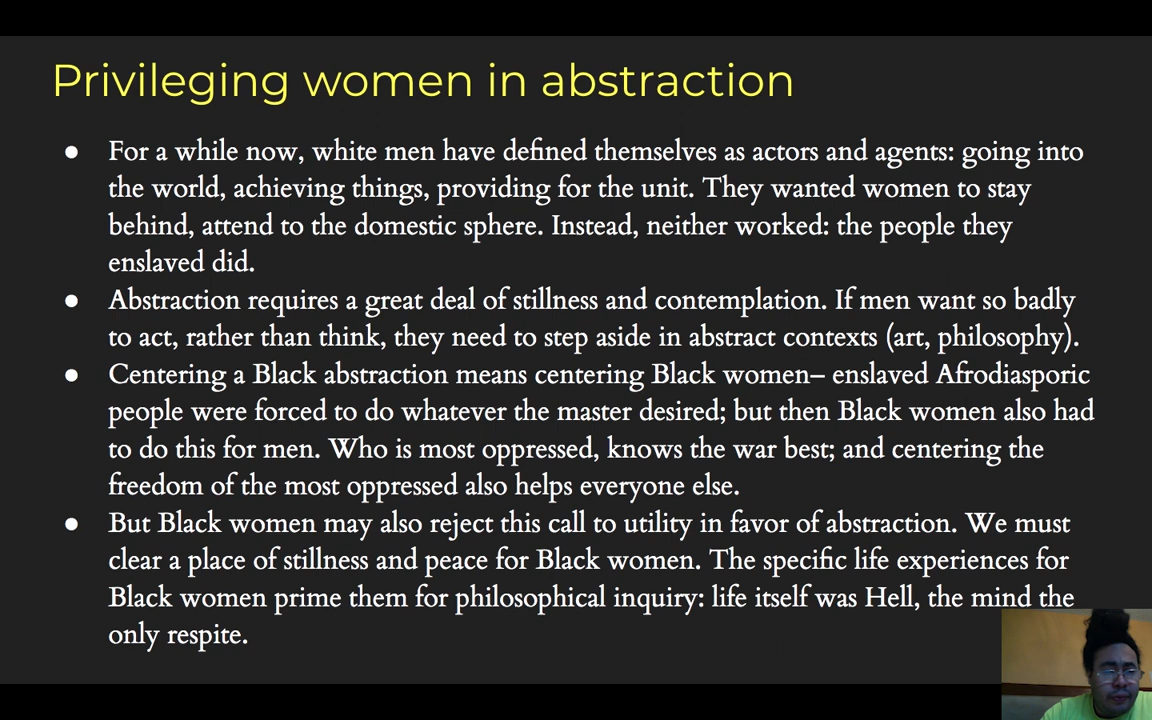 Privileging women in abstraction
● For a while now, white men have defined themselves as actors and agents: going into
the world, achieving things, providing for the unit. They wanted women to stay
behind, attend to the domestic sphere. Instead, neither worked: the people they
enslaved did.
● Abstraction requires a great deal of stillness and contemplation. If men want so badly
to act, rather than think, they need to step aside in abstract contexts (art, philosophy).
● Centering a Black abstraction means centering Black women– enslaved Afrodiasporic
people were forced to do whatever the master desired; but then Black women also had
to do this for men. Who is most oppressed, knows the war best; and centering the
freedom of the most oppressed also helps everyone else.
● But Black women may also reject this call to utility in favor of abstraction. We must
clear a place of stillness and peace for Black women. The specific life experiences for
Black women prime them for philosophical inquiry: life itself was Hell, the mind the
only respite.